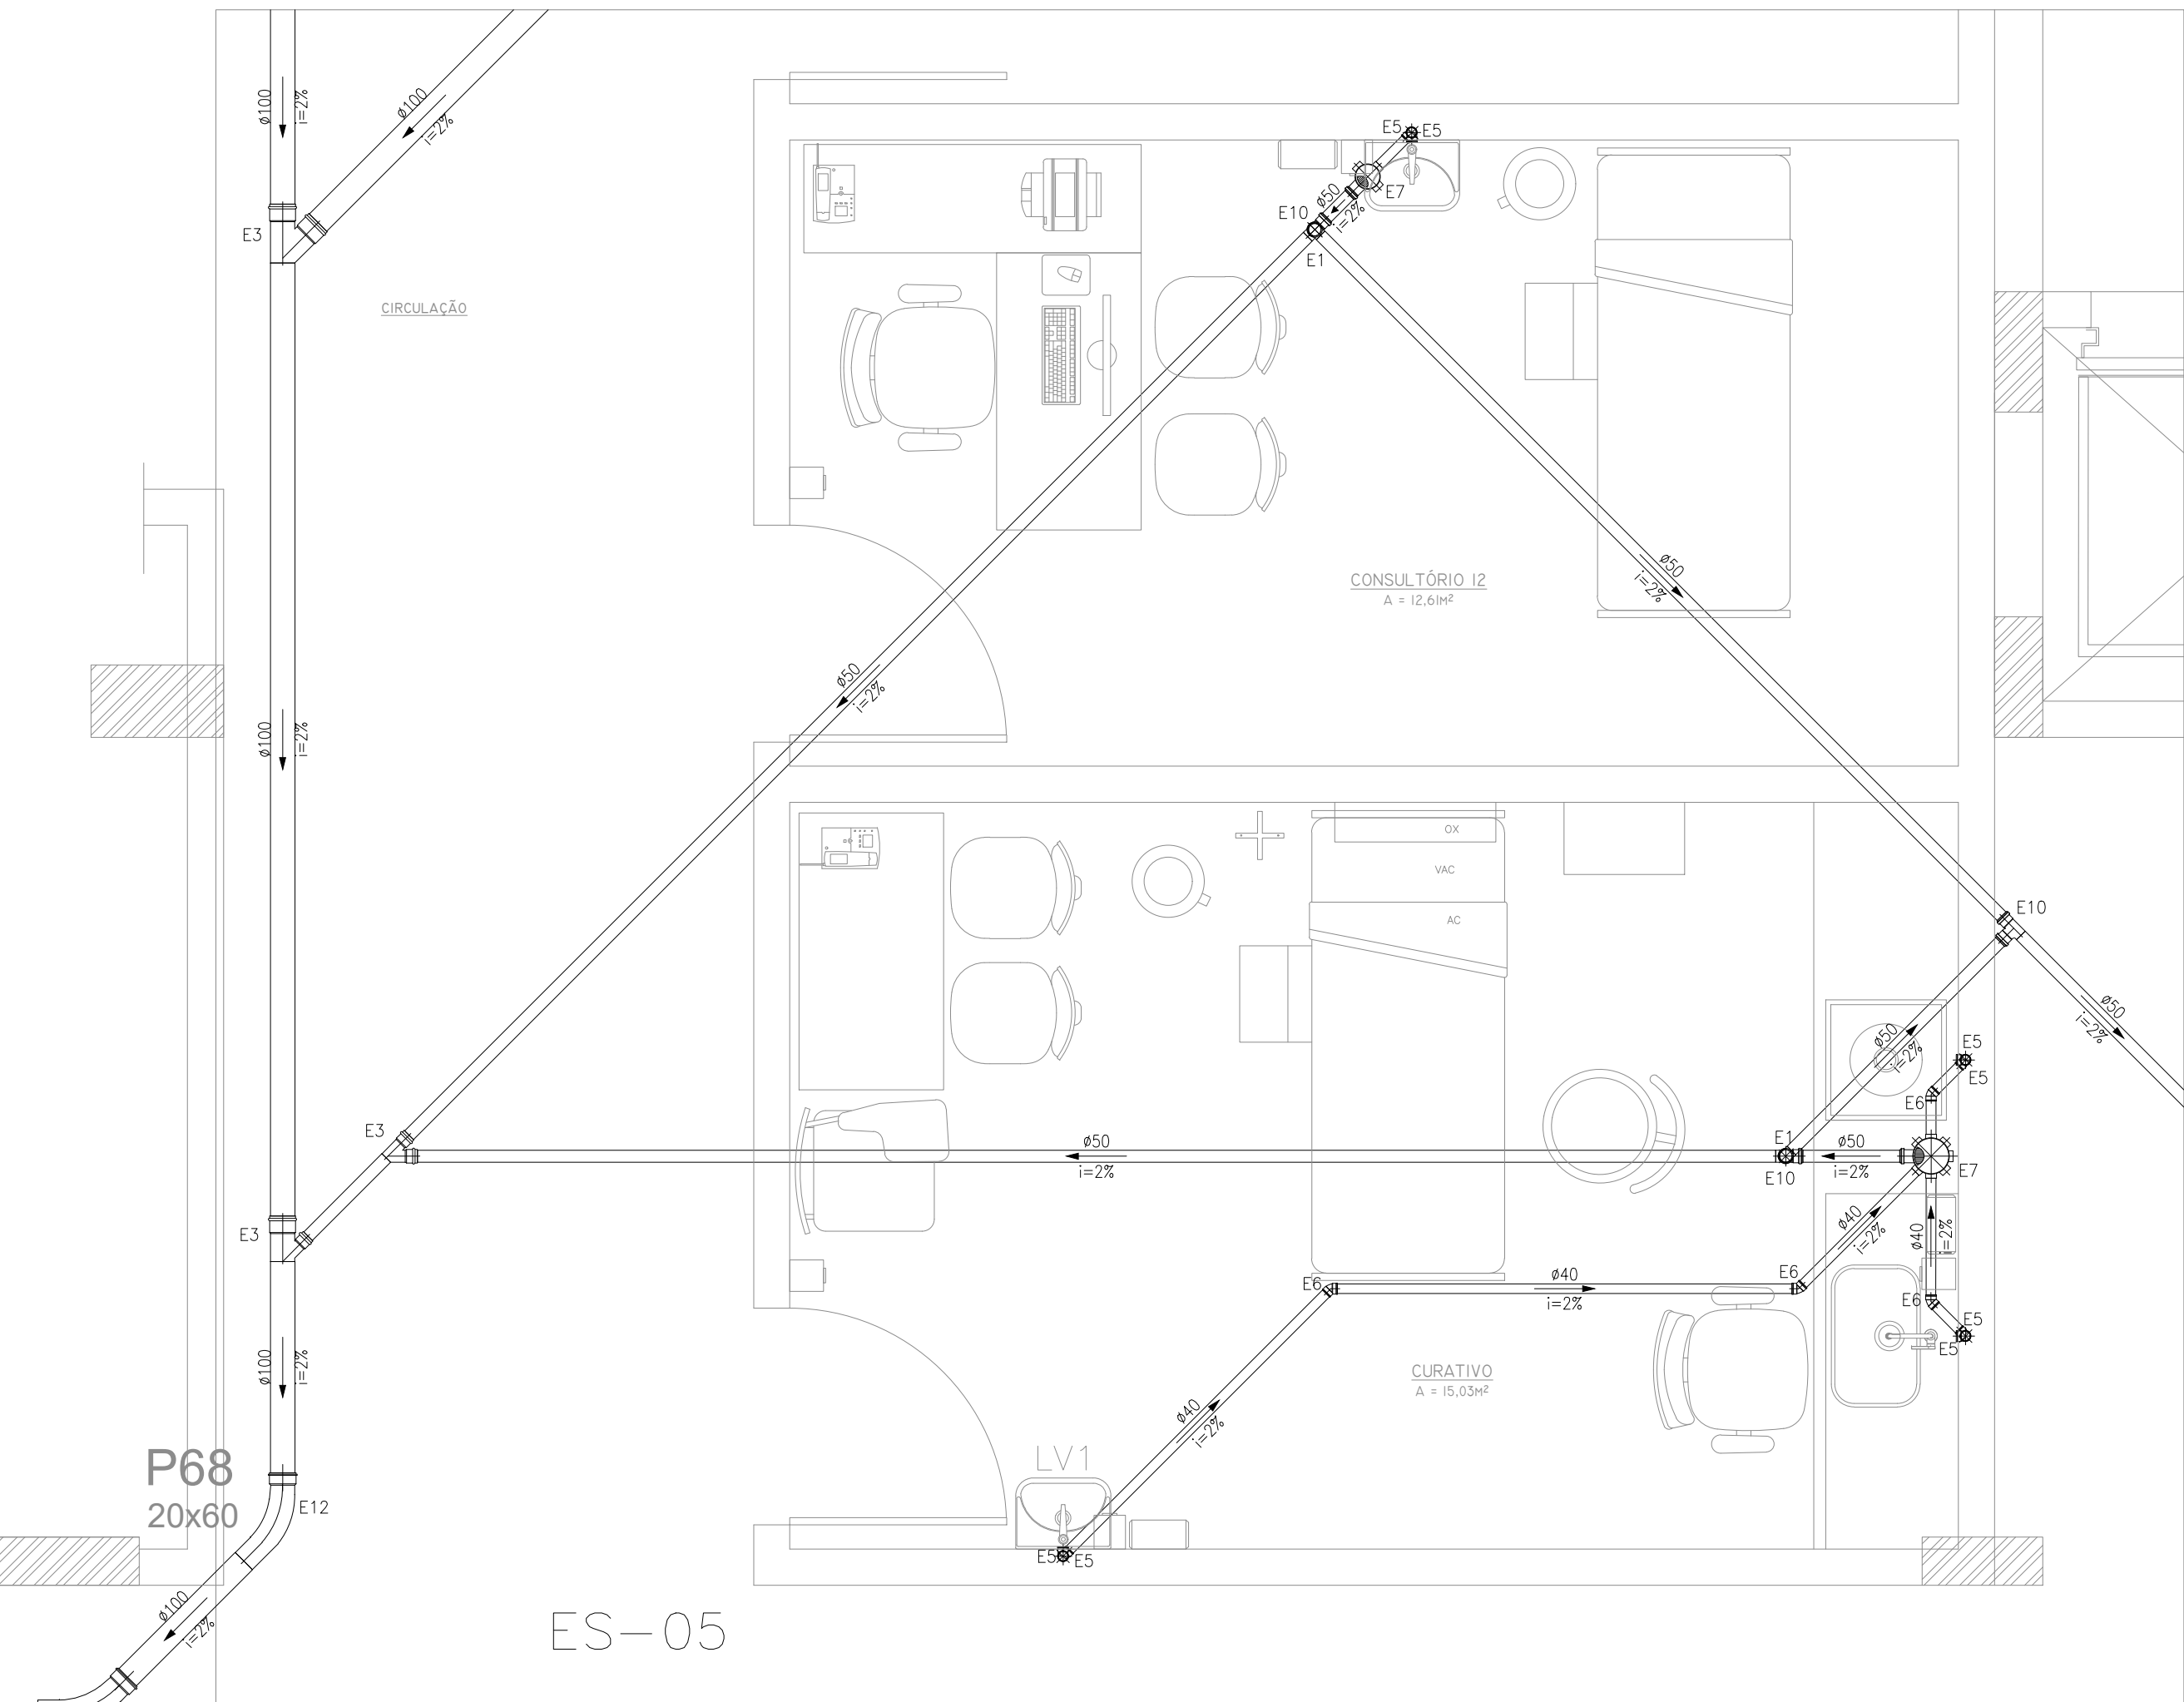 ø100
i=2%
ø100
i=2%
E5
E5
E7
ø50
i=2%
E10
E1
E3
CIRCULAÇÃO
CONSULTÓRIO 12
A = 12,61M²
ø50
i=2%
ø50
i=2%
ø100
i=2%
OX
VAC
AC
E10
ø50
i=2%
ø50
i=2%
E5
E5
E6
E3
ø50
i=2%
E1
E10
ø50
i=2%
E7
E3
ø40
i=2%
ø40
i=2%
E6
ø40
i=2%
E6
E6
E5
E5
ø100
i=2%
CURATIVO
A = 15,03M²
ø40
i=2%
LV1
P68
20x60
E12
E5
E5
ø100
i=2%
ES-05